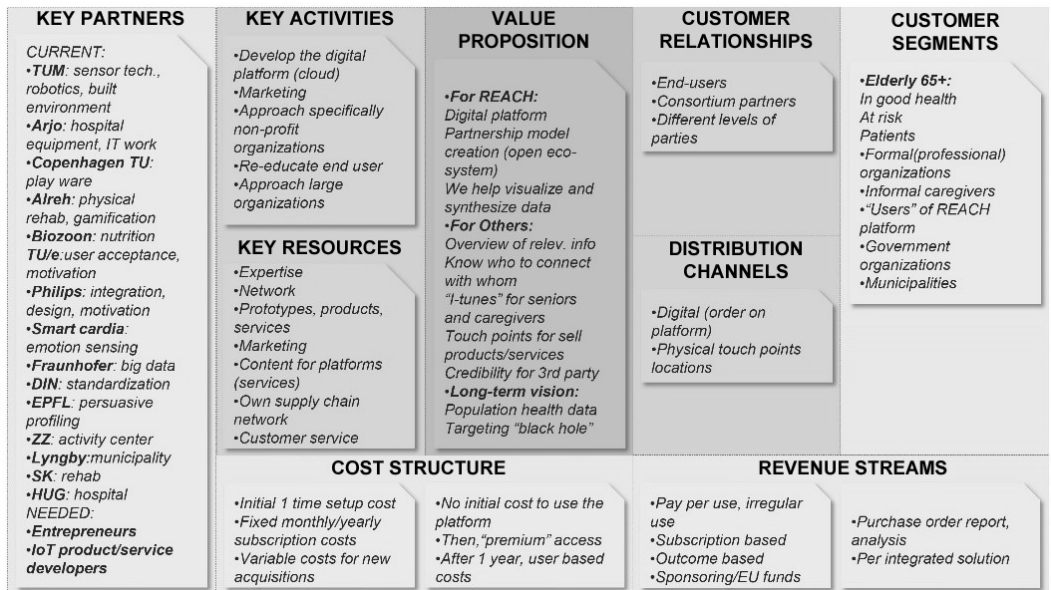 KEY PARTNERS
CURRENT:
•TUM: sensor tech.,
robotics, built
environment
•Arjo: hospital
equipment, IT work
•Copenhagen TU:
play ware
•Alreh: physical
rehab, gamification
•Biozoon: nutrition
TU/e:user acceptance,
motivation
•Philips: integration,
design, motivation
•Smart cardia:
emotion sensing
•Fraunhofer: big data
•DIN: standardization
•EPFL: persuasive
profiling
•ZZ: activity center
•Lyngby:municipality
•SK: rehab
•HUG: hospital
NEEDED:
•Entrepreneurs
•IoT product/service
developers
KEY ACTIVITIES
•Develop the digital
platform (cloud)
•Marketing
•Approach specifically
non-profit
organizations
•Re-educate end user
•Approach large
organizations
KEY RESOURCES
•Expertise
•Network
•Prototypes, products,
services
•Marketing
•Content for platforms
(services)
•Own supply chain
network
•Customer service
VALUE
PROPOSITION
•For REACH:
Digital platform
Partnership model
creation (open eco-
system)
We help visualize and
synthesize data
•For Others:
Overview of relev. info
Know who to connect
with whom
“I-tunes” for seniors
and caregivers
Touch points for sell
products/services
Credibility for 3rd party
•Long-term vision:
Population health data
Targeting “black hole”
CUSTOMER
RELATIONSHIPS
•End-users
•Consortium partners
•Different levels of
parties
DISTRIBUTION
CHANNELS
•Digital (order on
platform)
•Physical touch points
locations
CUSTOMER
SEGMENTS
•Elderly 65+:
In good health
At risk
Patients
•Formal(professional)
organizations
•Informal caregivers
•“Users” of REACH
platform
•Government
organizations
•Municipalities
COST STRUCTURE
•Initial 1 time setup cost
•Fixed monthly/yearly
subscription costs
•Variable costs for new
acquisitions
•No initial cost to use the
platform
•Then,“premium” access
•After 1 year, user based
costs
REVENUE STREAMS
•Pay per use, irregular
use
•Subscription based
•Outcome based
•Sponsoring/EU funds
•Purchase order report,
analysis
•Per integrated solution